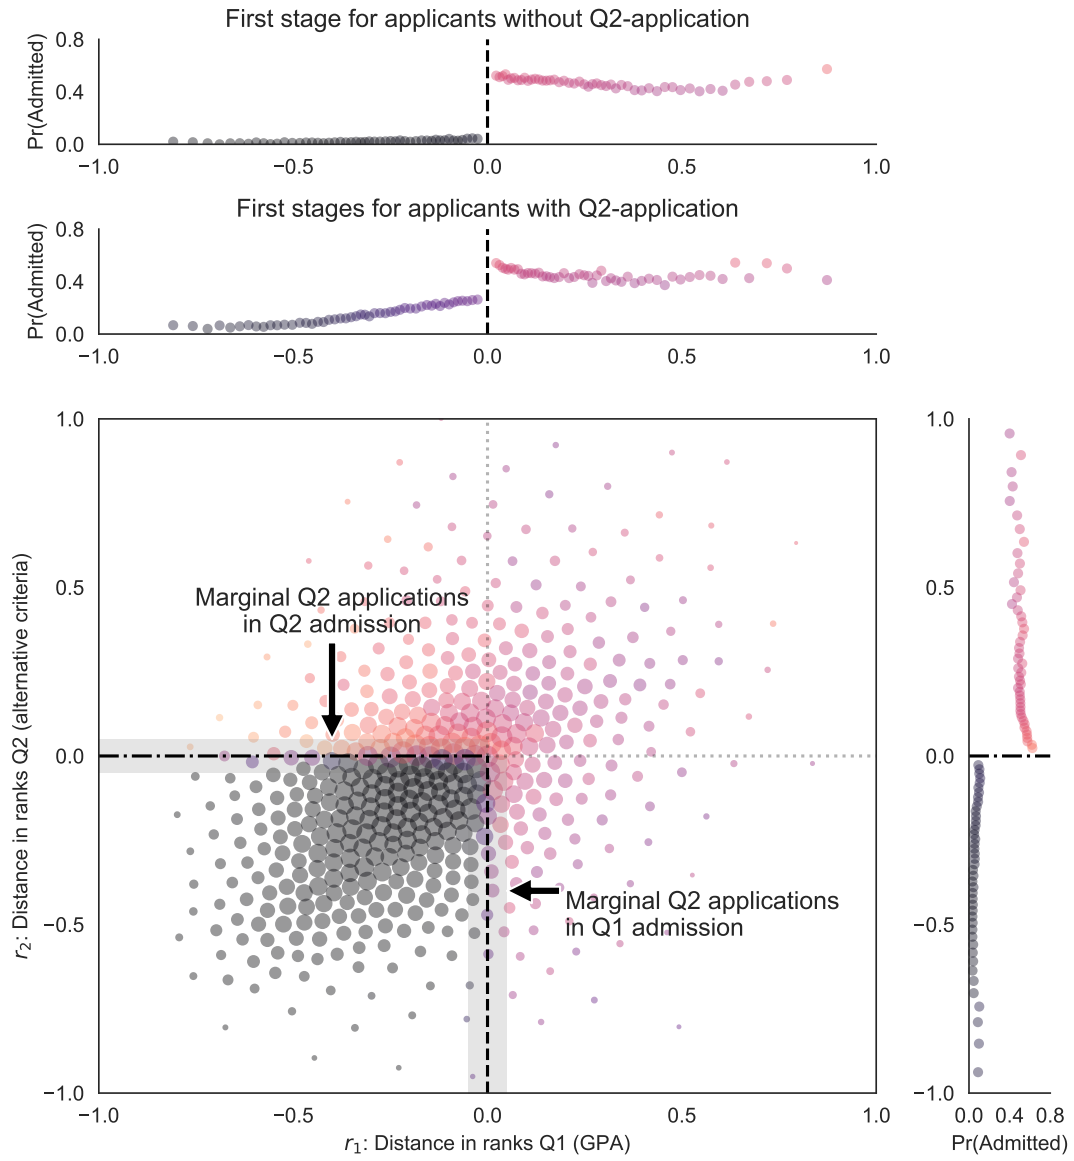 First stage for applicants without Q2-application
Pr(Admitted)
0.8
0.4
0.0
−1.0
−0.5
0.0
0.5
1.0
First stages for applicants with Q2-application
Pr(Admitted)
0.8
0.4
0.0
−1.0
−0.5
0.0
0.5
1.0
r2: Distance in ranks Q2 (alternative criteria)
1.0
0.5
0.0
−0.5
−1.0
Marginal Q2 applications
in Q2 admission
Marginal Q2 applications
in Q1 admission
−1.0
−0.5
0.0
0.5
1.0
r1: Distance in ranks Q1 (GPA)
1.0
0.5
0.0
−0.5
−1.0
0.0 0.4 0.8
Pr(Admitted)